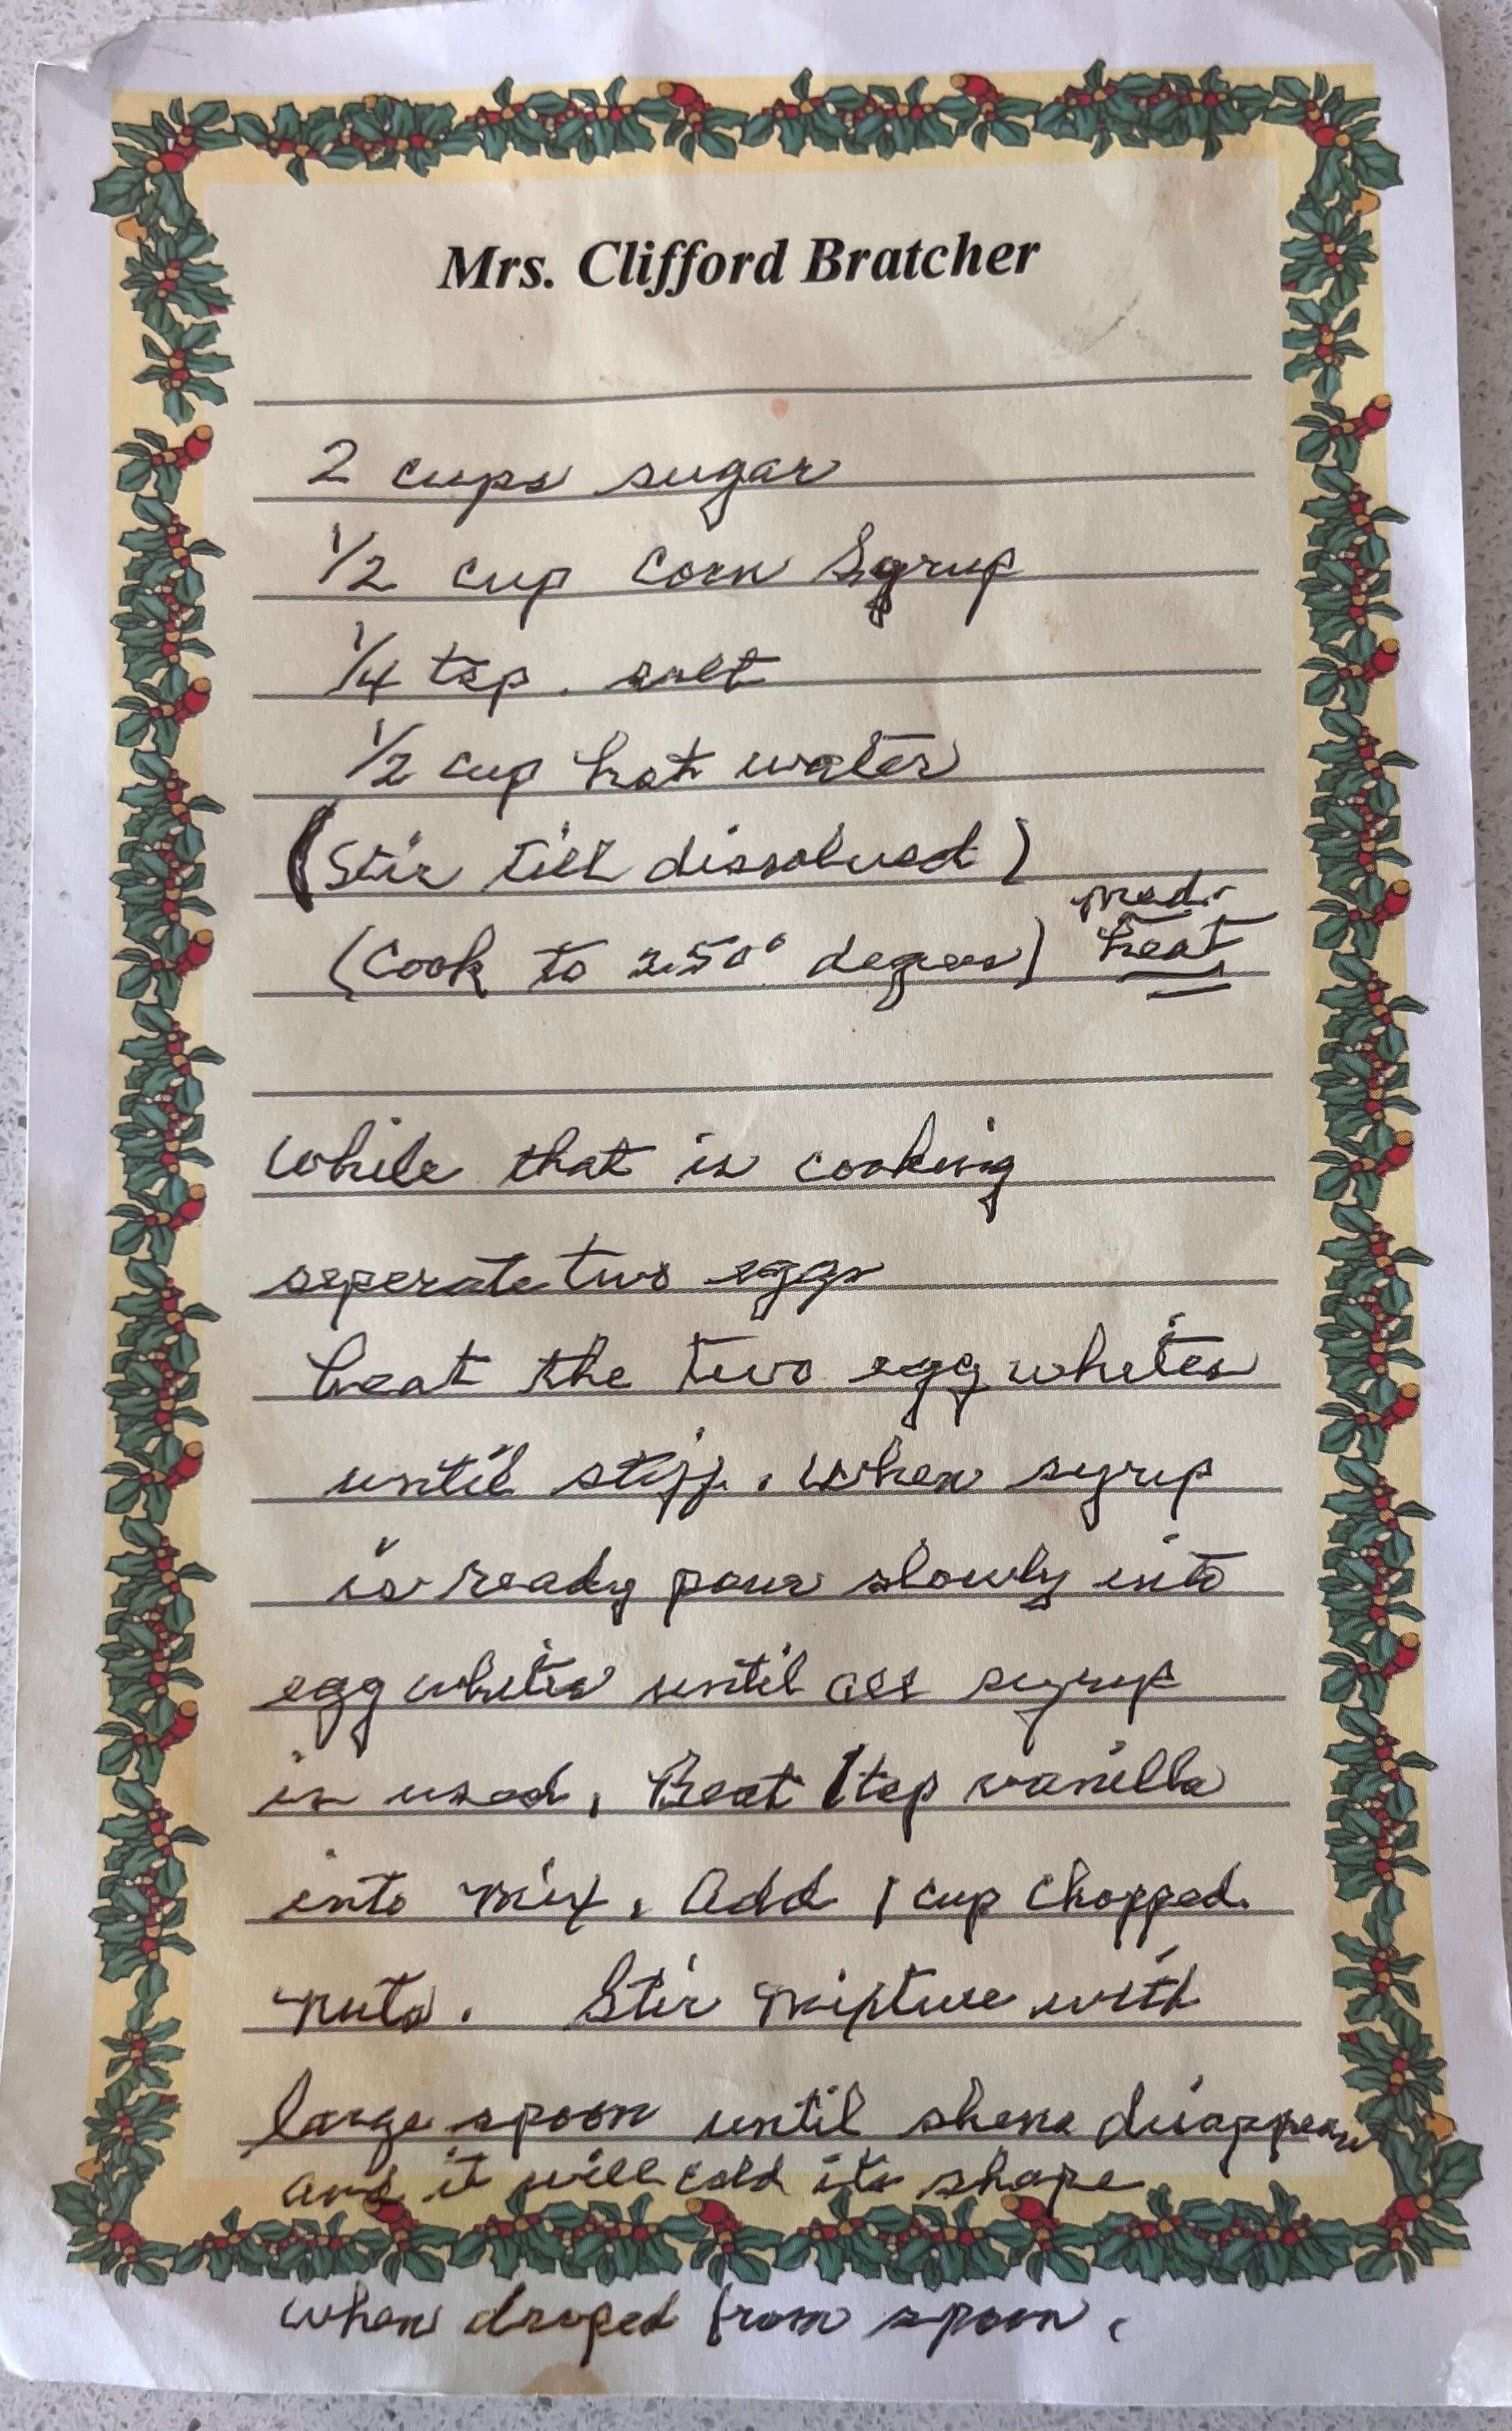 Mrs. Clifford Bratcher
2 cups sugar
1/2 cup corn Syrup
1/4 tsp. salt
1/2 cup hot water
(Stir till dissolved)
(Cook to 250° degees) med. heat
while that is cooking
seperate two eggs
beat the two egg whites
until stiff. When syrup
is ready pour slowly into
egg whites until all syrup
is used. Beat 1 tsp vanilla
into mix. Add 1 cup chopped
nuts. Stir mixture with
large spoon until shene disappears
and it will hold its shape
when droped from spoon.